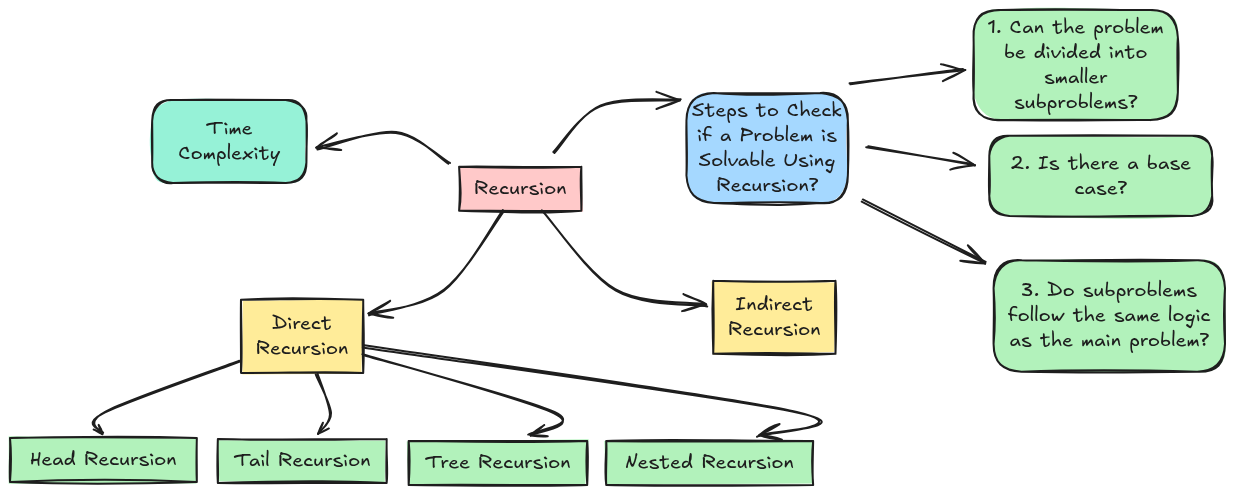 1. Can the problem
be divided into
smaller
subproblems?
Time
Complexity
Steps to Check
if a Problem is
Solvable Using
Recursion?
Recursion
2. Is there a base
case?
3. Do subproblems
follow the same logic
as the main problem?
Direct
Recursion
Indirect
Recursion
Head Recursion
Tail Recursion
Tree Recursion
Nested Recursion